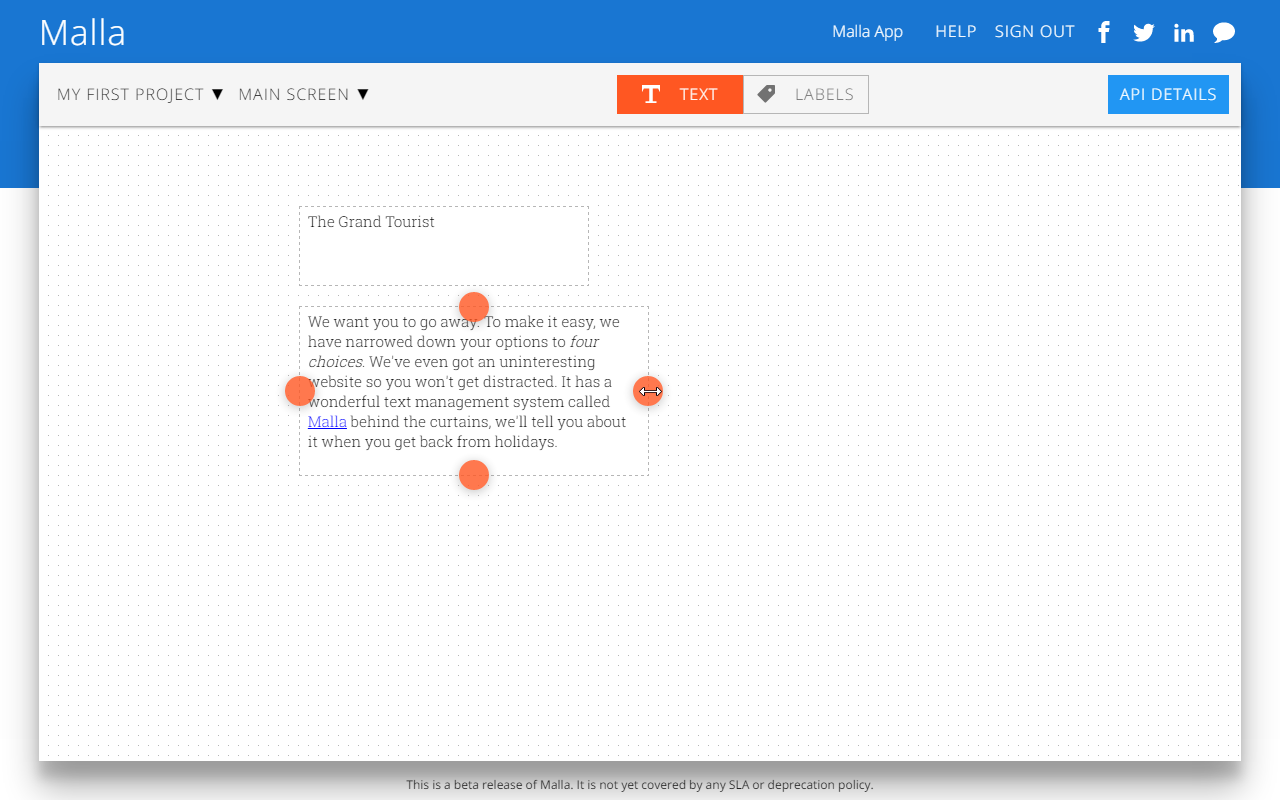 Malla
Malla App HELP SIGN OUT
MY FIRST PROJECT ▼ MAIN SCREEN ▼ TEXT LABELS API DETAILS
The Grand Tourist
We want you to go away. To make it easy, we
have narrowed down your options to four
choices. We've even got an uninteresting
website so you won't get distracted. It has a
wonderful text management system called
Malla behind the curtains, we'll tell you about
it when you get back from holidays.
This is a beta release of Malla. It is not yet covered by any SLA or deprecation policy.